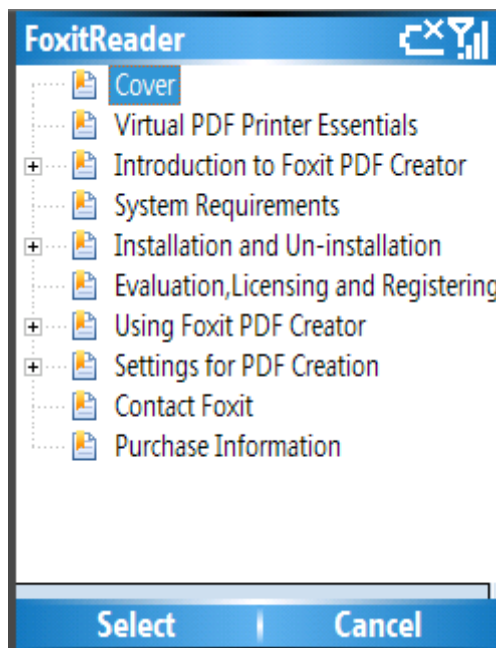 FoxitReader
Cover
Virtual PDF Printer Essentials
Introduction to Foxit PDF Creator
System Requirements
Installation and Un-installation
Evaluation,Licensing and Registering
Using Foxit PDF Creator
Settings for PDF Creation
Contact Foxit
Purchase Information
Select Cancel